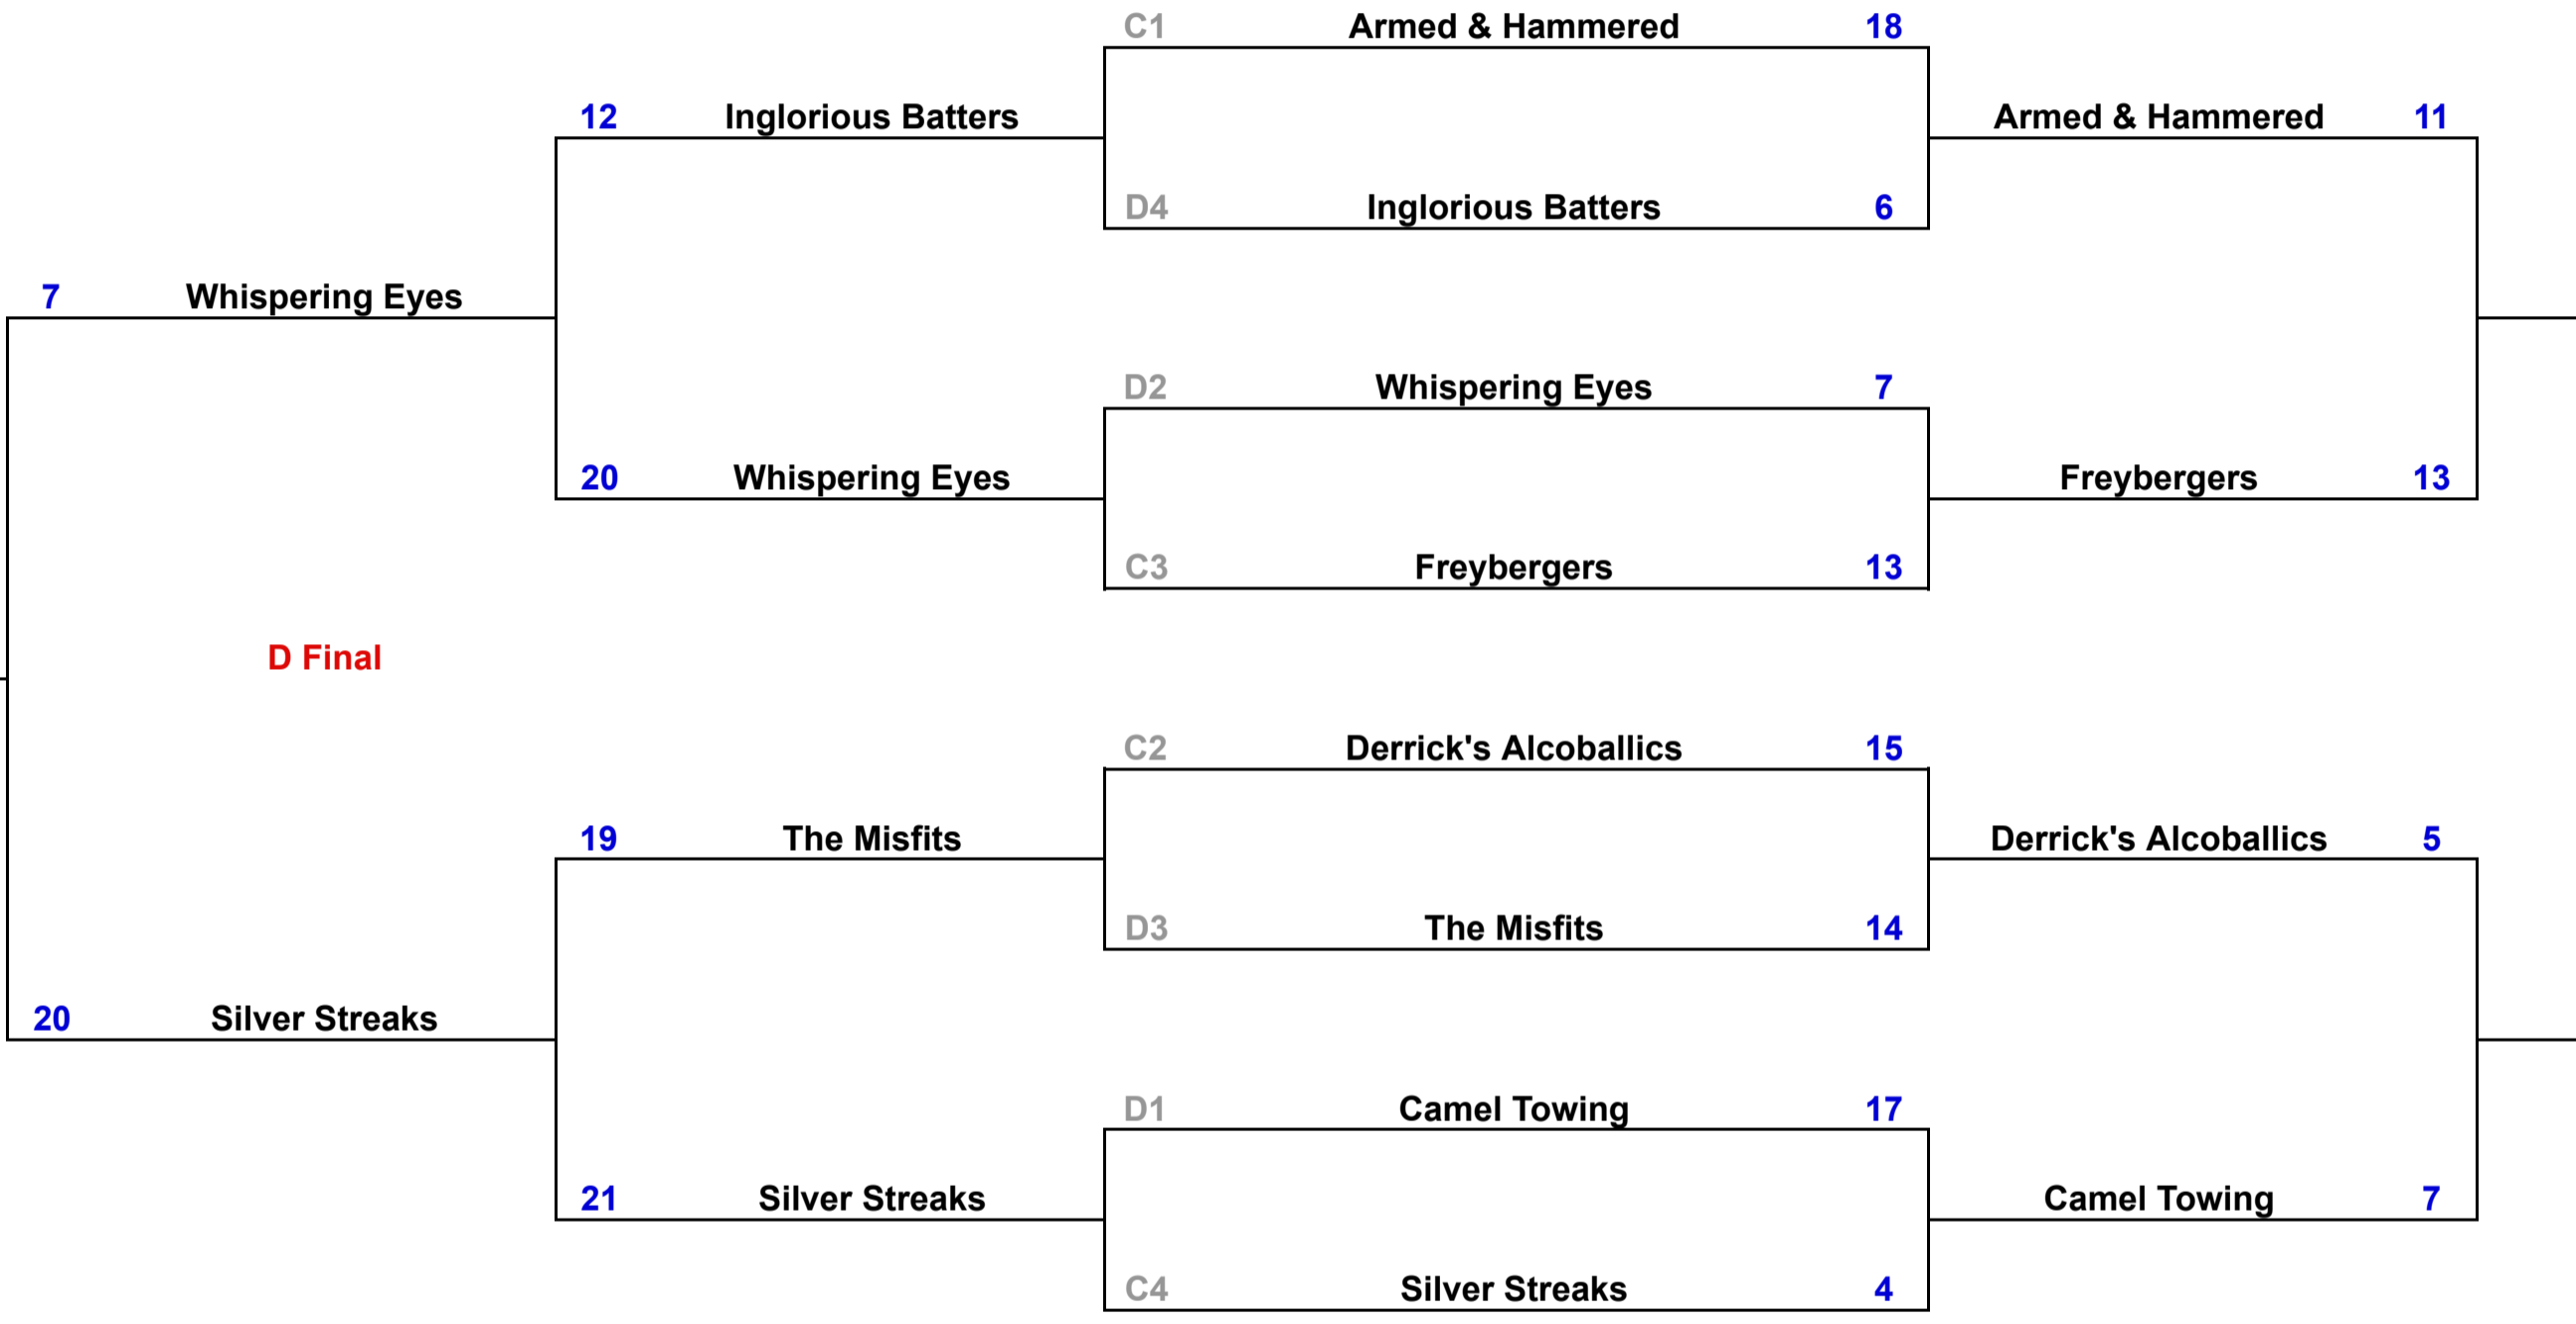 C1 Armed & Hammered 18
12 Inglorious Batters
Armed & Hammered 11
D4 Inglorious Batters 6
7 Whispering Eyes
D2 Whispering Eyes 7
20 Whispering Eyes
Freybergers 13
C3 Freybergers 13
D Final
C2 Derrick's Alcoballics 15
19 The Misfits
Derrick's Alcoballics 5
D3 The Misfits 14
20 Silver Streaks
D1 Camel Towing 17
21 Silver Streaks
Camel Towing 7
C4 Silver Streaks 4